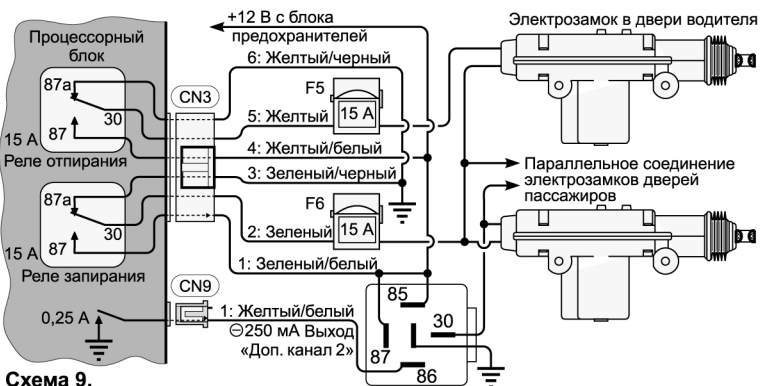 +12 В с блока
предохранителей
Электрозамок в двери водителя
Процессорный
блок
87a
30
87
15 А
Реле отпирания
CN3
6: Желтый/черный
F5
15 А
5: Желтый
4: Желтый/белый
3: Зеленый/черный
F6
15 А
2: Зеленый
1: Зеленый/белый
Параллельное соединение
электрозамков дверей
пассажиров
87a
30
87
15 А
Реле запирания
CN9
0,25 А
1: Желтый/белый
⊖250 мА Выход
«Доп. канал 2»
85
30
87
86
Схема 9.